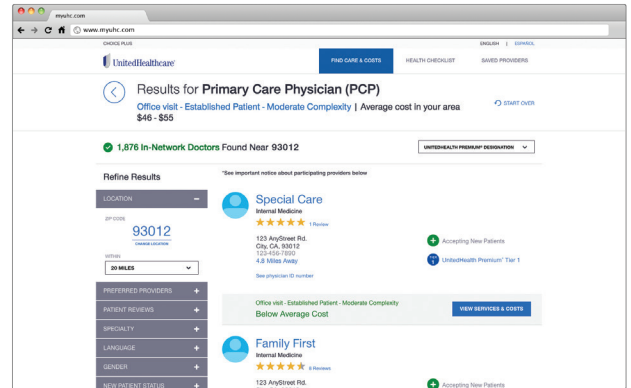 myuhc.com
www.myuhc.com
CHOICE PLUS
ENGLISH | ESPAÑOL
UnitedHealthcare
FIND CARE & COSTS
HEALTH CHECKLIST
SAVED PROVIDERS
Results for Primary Care Physician (PCP)
Office visit - Established Patient - Moderate Complexity | Average cost in your area
$46 - $55
START OVER
1,876 In-Network Doctors Found Near 93012
UNITEDHEALTH PREMIUM® DESIGNATION
Refine Results
*See important notice about participating providers below
LOCATION
ZIP CODE
93012
CHANGE LOCATION
WITHIN
20 MILES
PREFERRED PROVIDERS
PATIENT REVIEWS
SPECIALTY
LANGUAGE
GENDER
NEW PATIENT STATUS
Special Care
Internal Medicine
1 Review
123 AnyStreet Rd.
City, CA, 93012
123-456-7890
4.8 Miles Away
See physician ID number
Accepting New Patients
UnitedHealth Premium® Tier 1
Office visit - Established Patient - Moderate Complexity
Below Average Cost
VIEW SERVICES & COSTS
Family First
Internal Medicine
8 Reviews
123 AnyStreet Rd.
Accepting New Patients